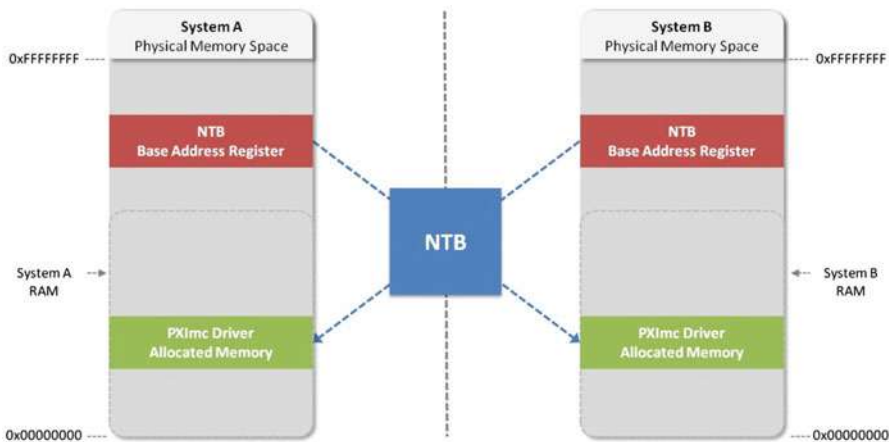 System A
Physical Memory Space
0xFFFFFFFF
NTB
Base Address Register
System A
RAM
PXImc Driver
Allocated Memory
0x00000000
NTB
System B
Physical Memory Space
0xFFFFFFFF
NTB
Base Address Register
System B
RAM
PXImc Driver
Allocated Memory
0x00000000